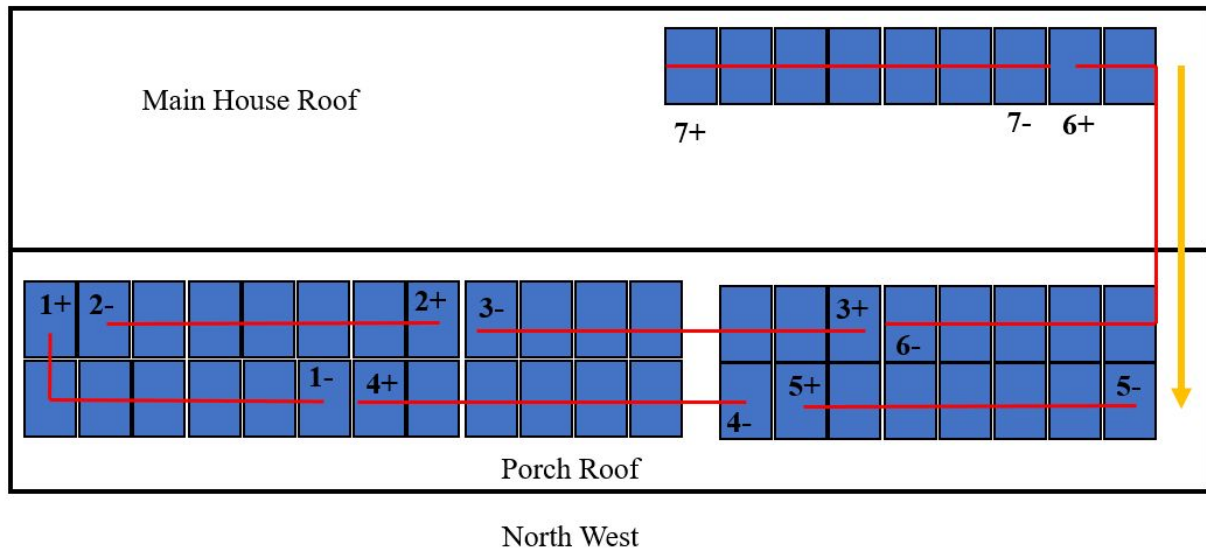 Main House Roof
7+ 7- 6+
1+ 2- 2+ 3- 3+
6-
1- 4+ 5+ 5-
4-
Porch Roof
North West